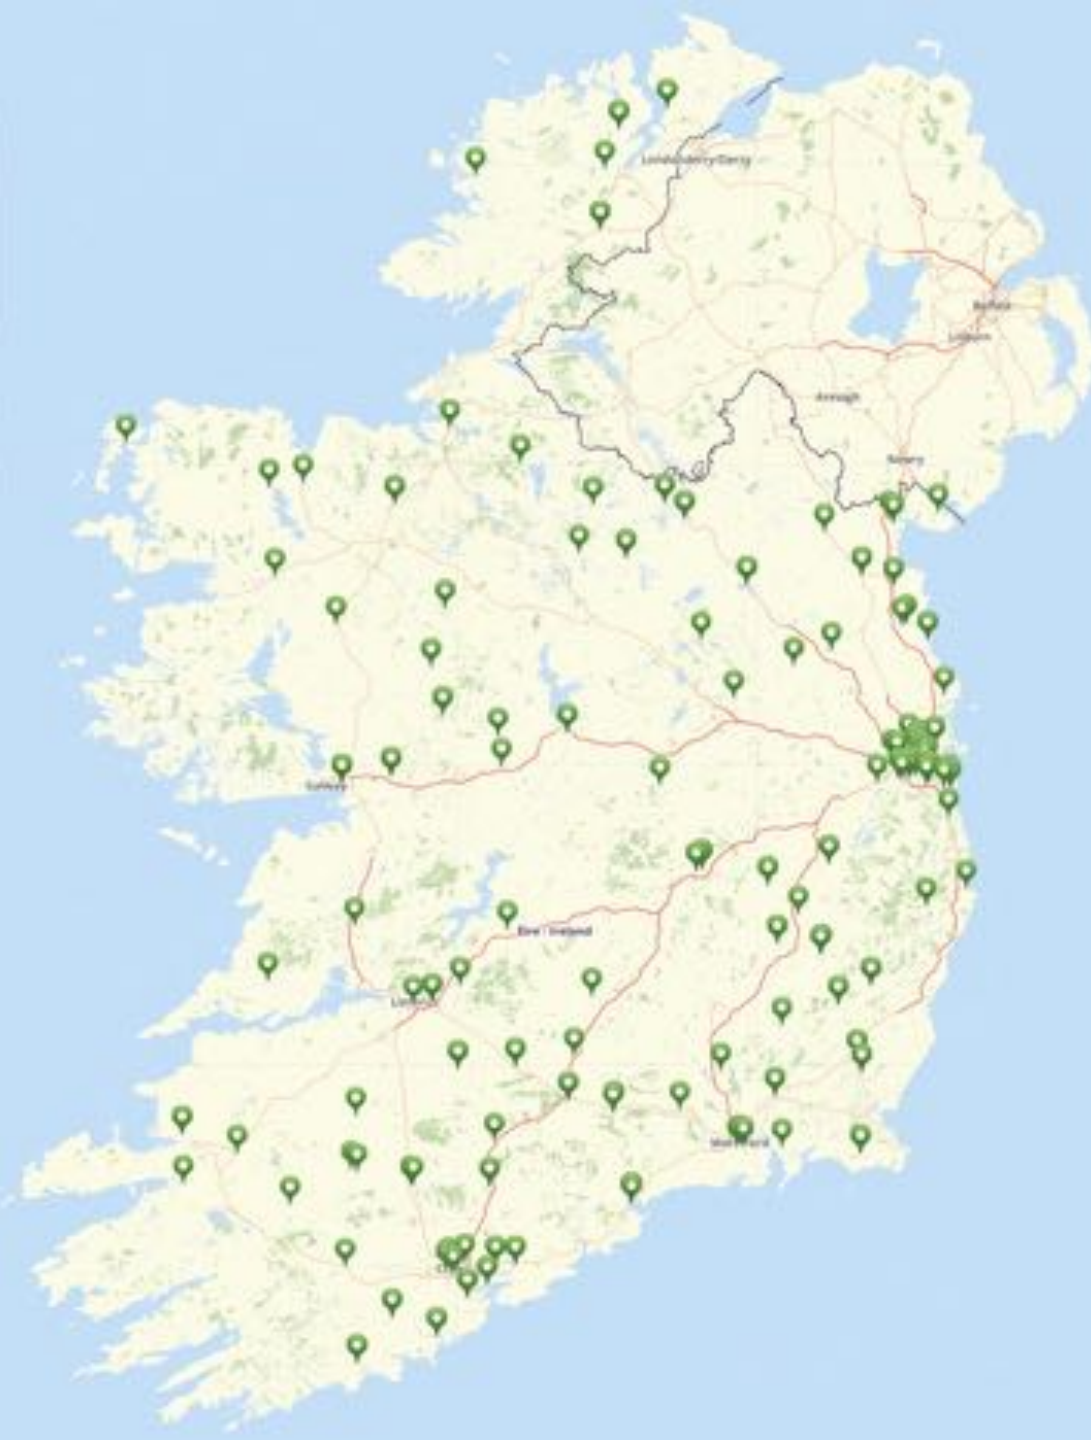 Londonderry/Derry
Belfast
Lisburn
Armagh
Newry
Galway
Éire / Ireland
Limerick
Waterford